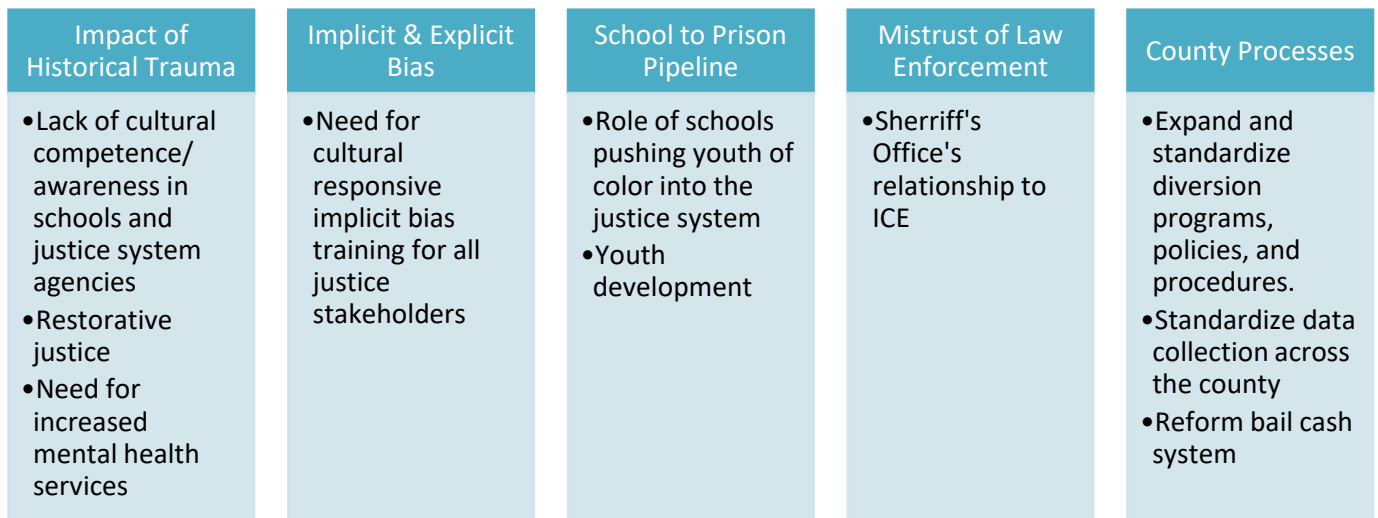 Impact of
Historical Trauma
•Lack of cultural
competence/
awareness in
schools and
justice system
agencies
•Restorative
justice
•Need for
increased
mental health
services
Implicit & Explicit
Bias
•Need for
cultural
responsive
implicit bias
training for all
justice
stakeholders
School to Prison
Pipeline
•Role of schools
pushing youth of
color into the
justice system
•Youth
development
Mistrust of Law
Enforcement
•Sherriff's
Office's
relationship to
ICE
County Processes
•Expand and
standardize
diversion
programs,
policies, and
procedures.
•Standardize data
collection across
the county
•Reform bail cash
system